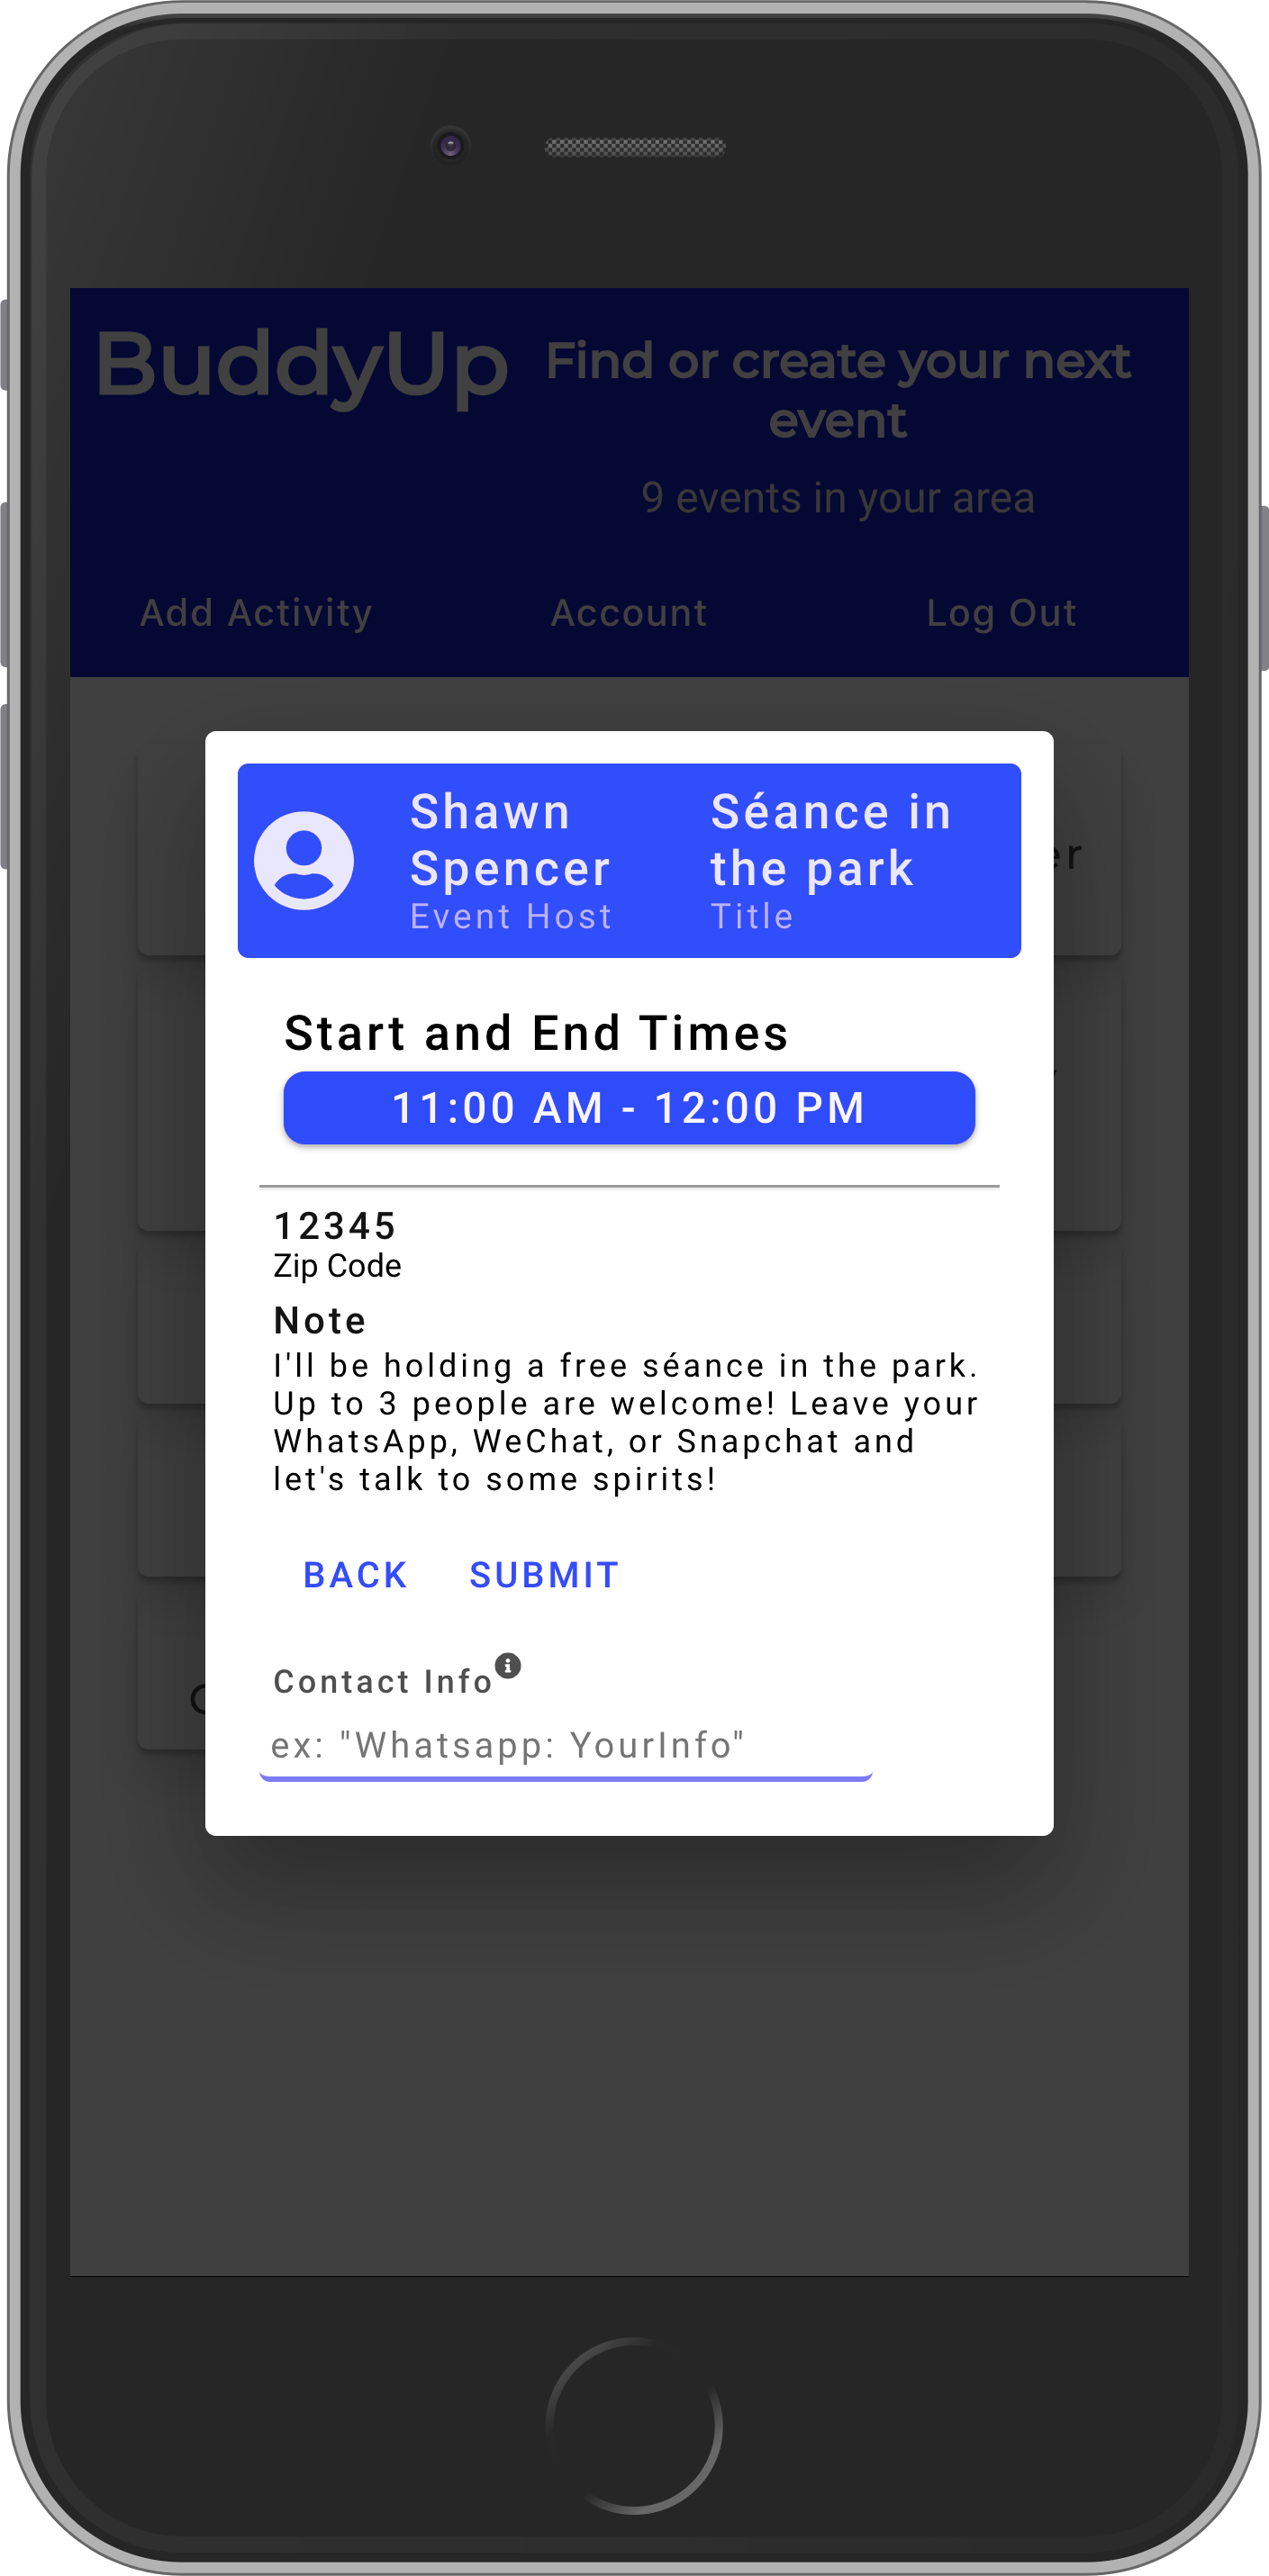 BuddyUp
Find or create your next
event
9 events in your area
Add Activity
Account
Log Out
Shawn
Spencer
Event Host
Séance in
the park
Title
Start and End Times
11:00 AM - 12:00 PM
12345
Zip Code
Note
I'll be holding a free séance in the park.
Up to 3 people are welcome! Leave your
WhatsApp, WeChat, or Snapchat and
let's talk to some spirits!
BACK
SUBMIT
Contact Info
ex: "Whatsapp: YourInfo"